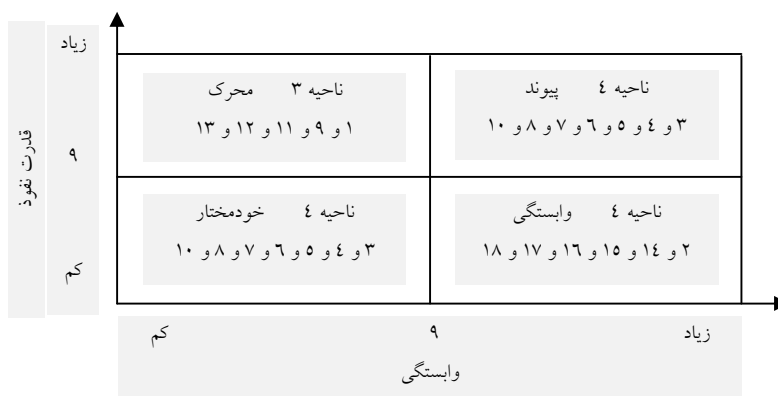 زیاد
ناحیه ۳ محرک
۱ و ۹ و ۱۱ و ۱۲ و ۱۳
ناحیه ٤ پیوند
۳ و ٤ و ٥ و ٦ و ۷ و ۸ و ۱۰
قدرت نفوذ
۹
ناحیه ٤ خودمختار
۳ و ٤ و ٥ و ٦ و ۷ و ۸ و ۱۰
ناحیه ٤ وابستگی
۲ و ۱٤ و ۱٥ و ۱٦ و ۱۷ و ۱۸
کم
کم ۹ زیاد
وابستگی